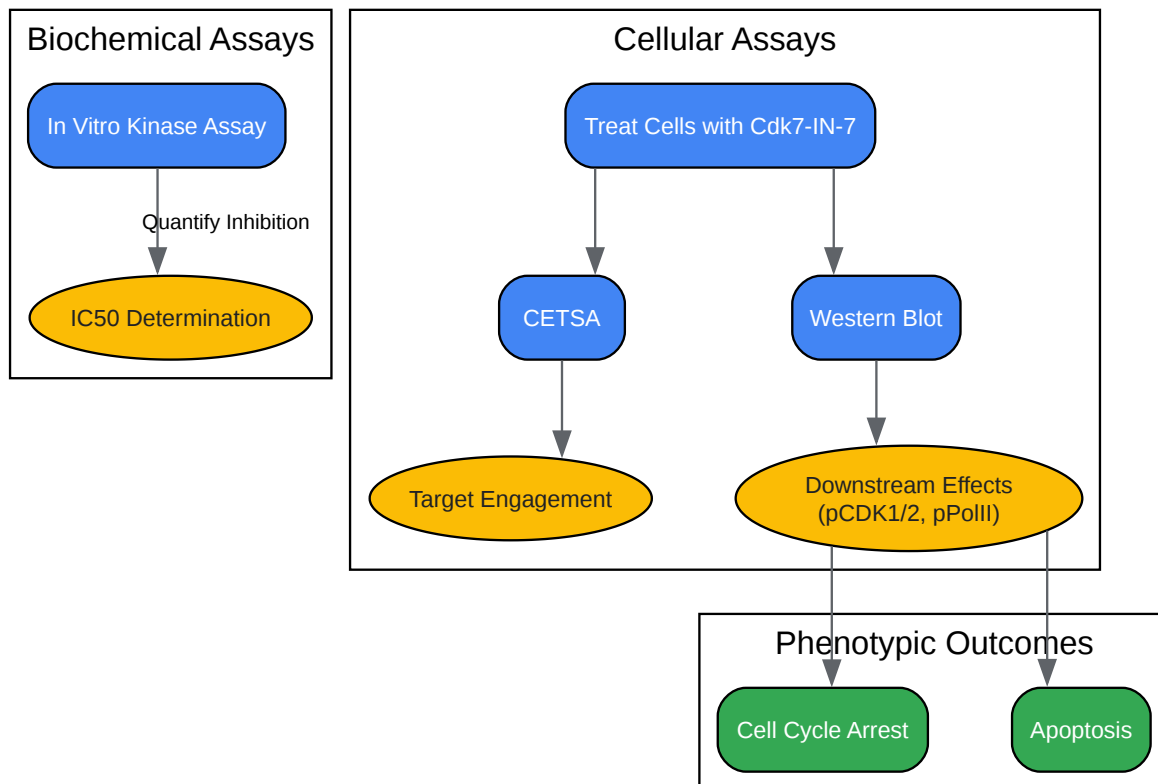 Biochemical Assays
In Vitro Kinase Assay
Quantify Inhibition
IC50 Determination
Cellular Assays
Treat Cells with Cdk7-IN-7
CETSA
Western Blot
Target Engagement
Downstream Effects
(pCDK1/2, pPolII)
Phenotypic Outcomes
Cell Cycle Arrest
Apoptosis